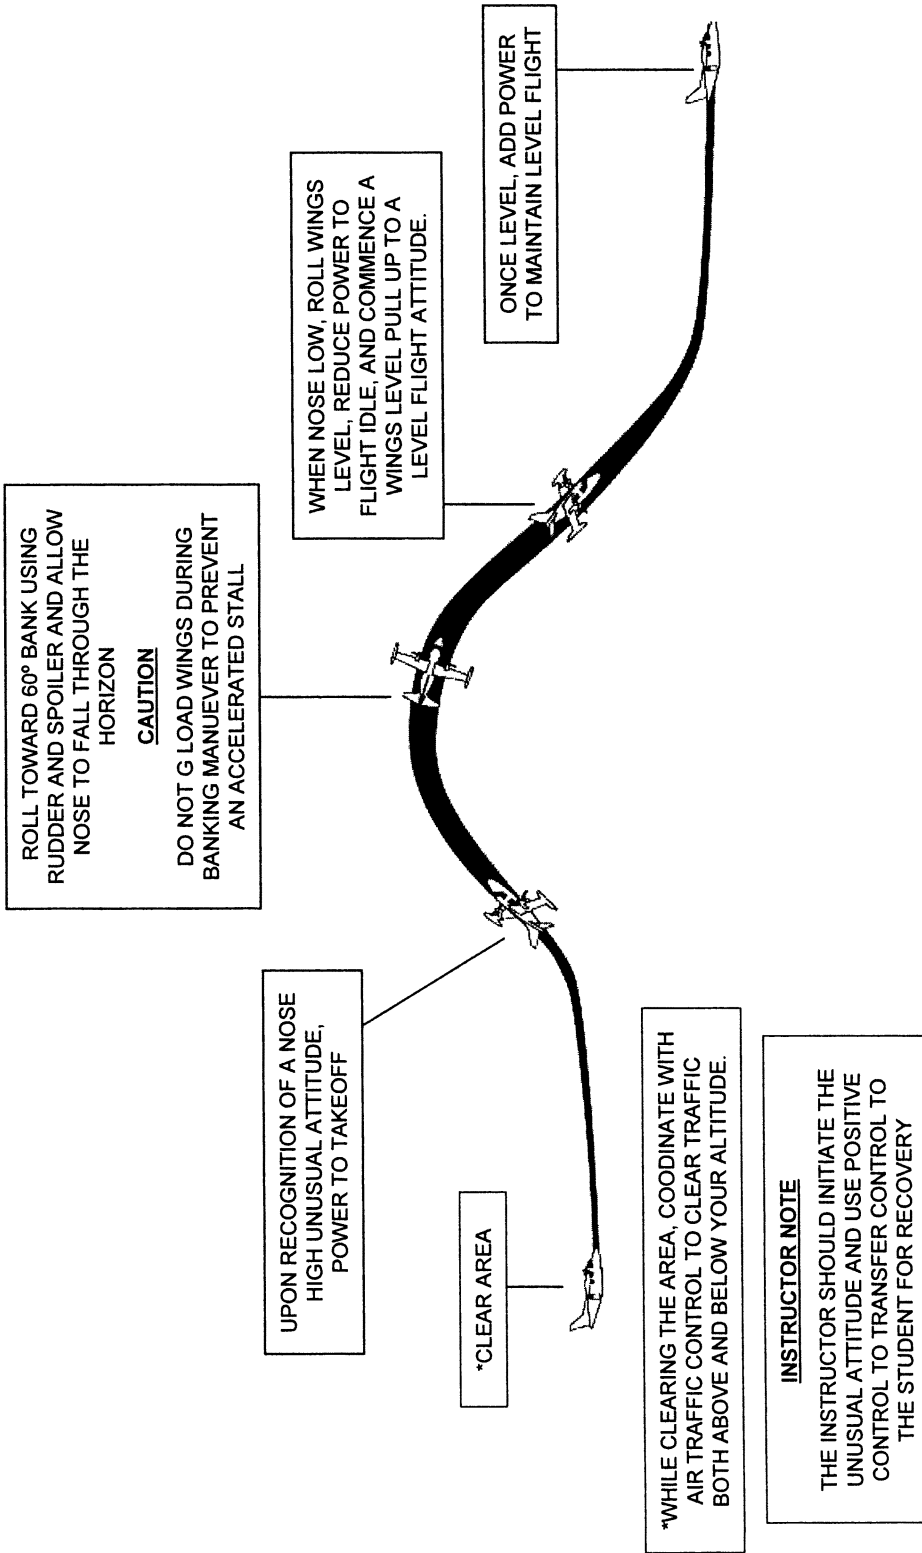 ROLL TOWARD 60º BANK USING
RUDDER AND SPOILER AND ALLOW
NOSE TO FALL THROUGH THE
HORIZON
CAUTION
DO NOT G LOAD WINGS DURING
BANKING MANUEVER TO PREVENT
AN ACCELERATED STALL
UPON RECOGNITION OF A NOSE
HIGH UNUSUAL ATTITUDE,
POWER TO TAKEOFF
WHEN NOSE LOW, ROLL WINGS
LEVEL, REDUCE POWER TO
FLIGHT IDLE, AND COMMENCE A
WINGS LEVEL PULL UP TO A
LEVEL FLIGHT ATTITUDE.
*CLEAR AREA
ONCE LEVEL, ADD POWER
TO MAINTAIN LEVEL FLIGHT
*WHILE CLEARING THE AREA, COODINATE WITH
AIR TRAFFIC CONTROL TO CLEAR TRAFFIC
BOTH ABOVE AND BELOW YOUR ALTITUDE.
INSTRUCTOR NOTE
THE INSTRUCTOR SHOULD INITIATE THE
UNUSUAL ATTITUDE AND USE POSITIVE
CONTROL TO TRANSFER CONTROL TO
THE STUDENT FOR RECOVERY